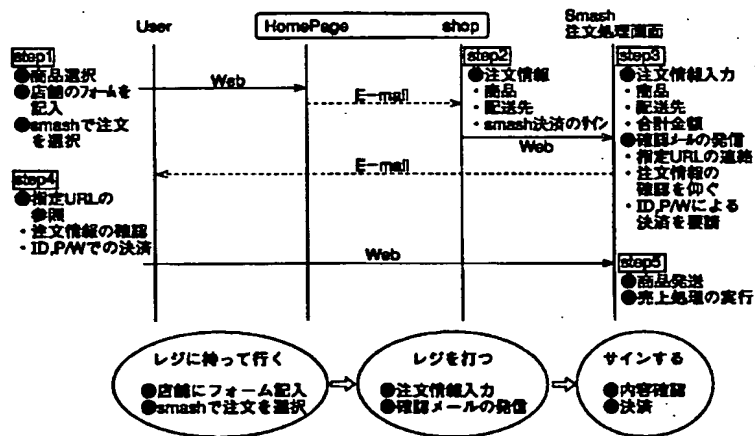 User
HomePage
shop
Smash
注文処理画面
step1
●商品選択
●店舗のフォームを
記入
●smashで注文
を選択
Web
E-mail
step2
●注文情報
・商品
・配送先
・smash決済のサイン
Web
step3
●注文情報入力
・商品
・配送先
・合計金額
●確認メールの発信
・指定URLの連絡
・注文情報の
確認を仰ぐ
・ID,P/Wによる
決済を要請
E-mail
step4
●指定URLの
参照
・注文情報の確認
・ID,P/Wでの決済
Web
step5
●商品発送
●売上処理の実行
レジに持って行く
●店舗にフォーム記入
●smashで注文を選択
レジを打つ
●注文情報入力
●確認メールの発信
サインする
●内容確認
●決済